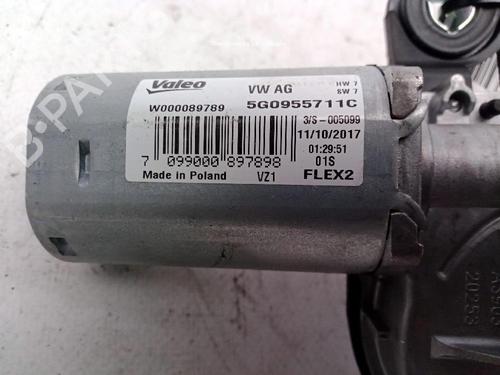 Valeo
VW AG
HW 7
SW 7
W000089789
5G0955711C
3/S -005099
11/10/2017
01:29:51
7 099000 897898
01S
Made in Poland
VZ1
FLEX2
20253